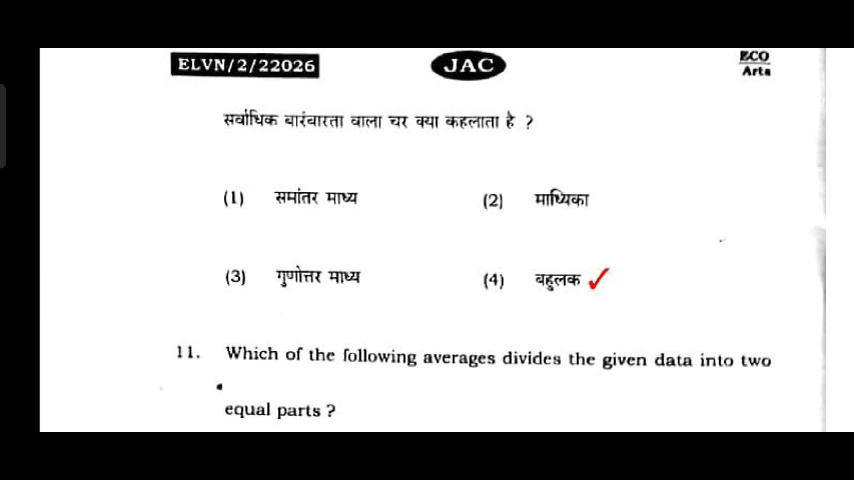 ELVN/2/22026 JAC ECO
Arts
सर्वाधिक बारंबारता वाला चर क्या कहलाता है ?
(1) समांतर माध्य (2) माध्यिका
(3) गुणोत्तर माध्य (4) बहुलक
11. Which of the following averages divides the given data into two
equal parts ?